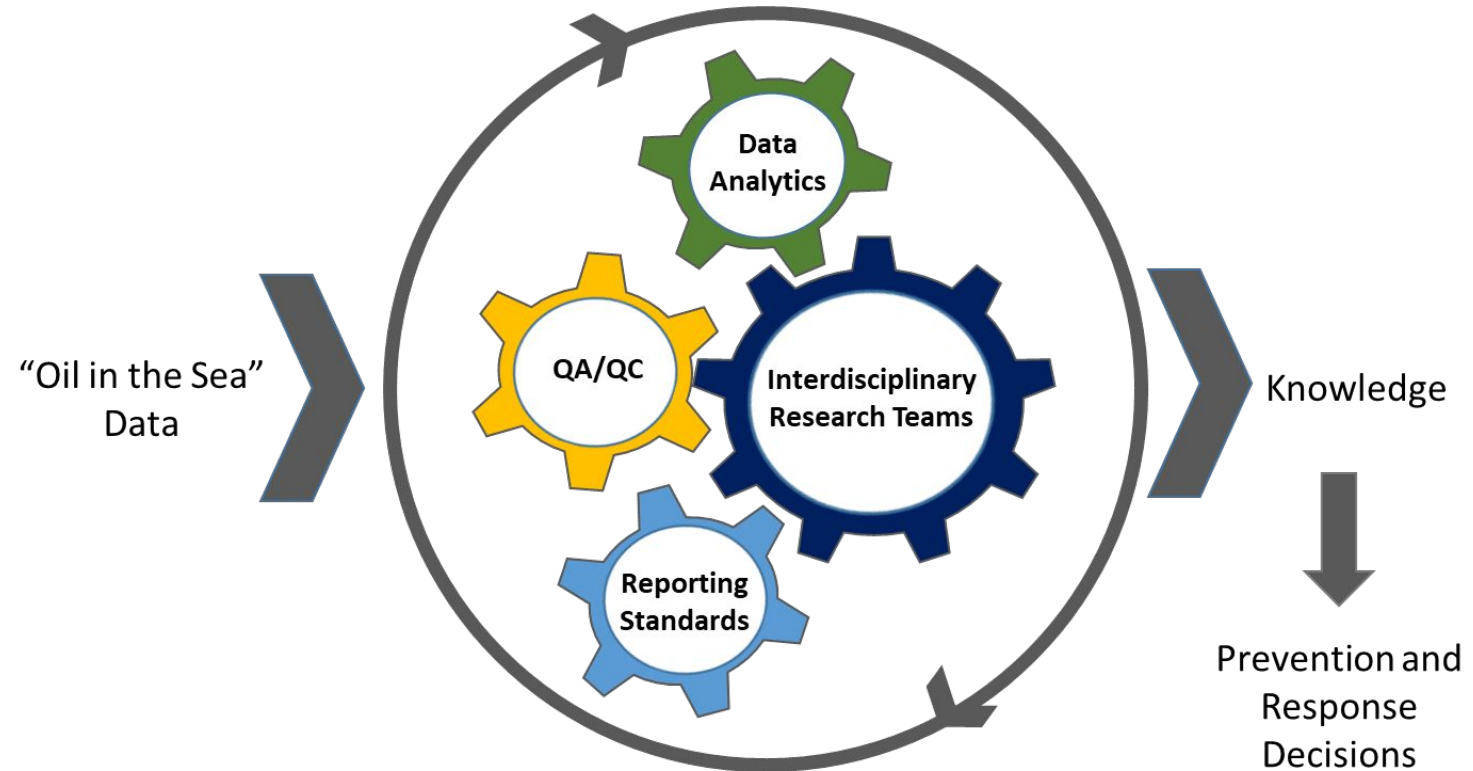 “Oil in the Sea”
Data
Data
Analytics
QA/QC
Interdisciplinary
Research Teams
Reporting
Standards
Knowledge
Prevention and
Response
Decisions